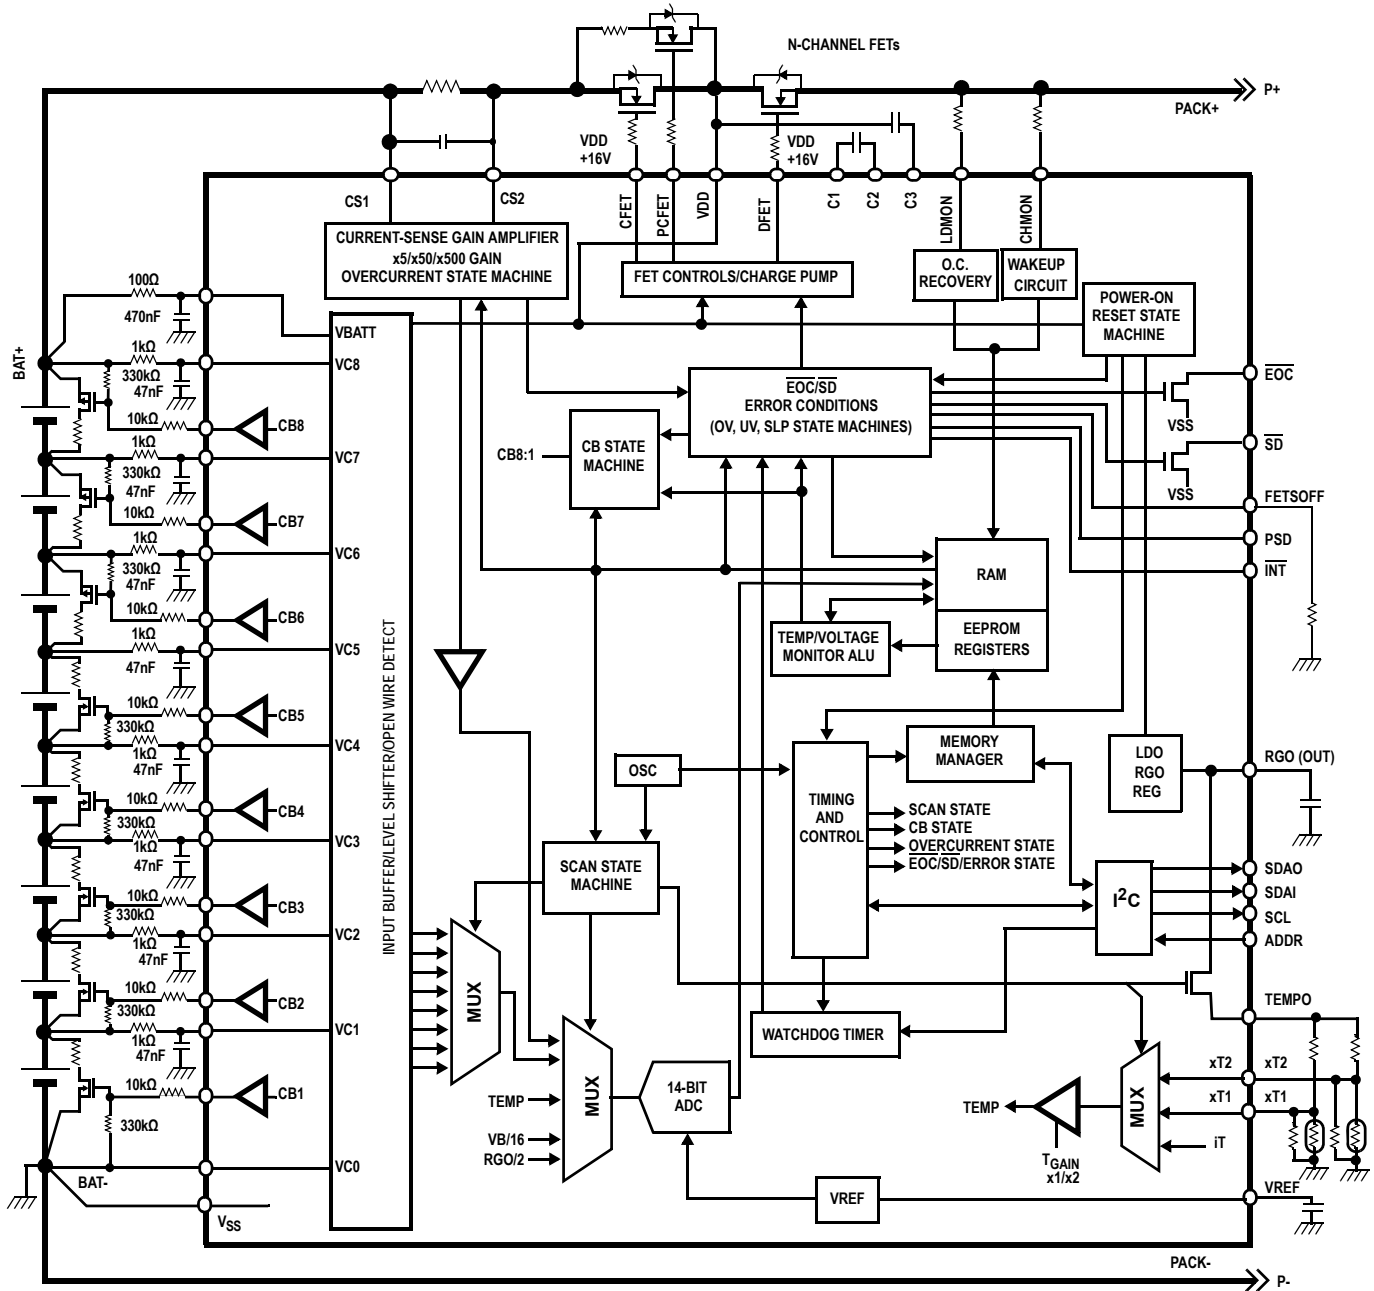 N-CHANNEL FETs
P+
PACK+
VDD
+16V
VDD
+16V
CS1
CS2
CFET
PCFET
VDD
DFET
C1
C2
C3
LDMON
CHMON
CURRENT-SENSE GAIN AMPLIFIER
x5/x50/x500 GAIN
OVERCURRENT STATE MACHINE
FET CONTROLS/CHARGE PUMP
O.C.
RECOVERY
WAKEUP
CIRCUIT
POWER-ON
RESET STATE
MACHINE
BAT+
100Ω
470nF
VBATT
1kΩ
VC8
330kΩ
47nF
10kΩ
CB8
1kΩ
VC7
330kΩ
47nF
10kΩ
CB7
1kΩ
VC6
330kΩ
47nF
10kΩ
CB6
1kΩ
VC5
47nF
10kΩ
CB5
330kΩ
VC4
1kΩ
47nF
10kΩ
CB4
330kΩ
VC3
1kΩ
47nF
10kΩ
CB3
330kΩ
VC2
1kΩ
47nF
10kΩ
CB2
330kΩ
VC1
1kΩ
47nF
10kΩ
CB1
330kΩ
VC0
BAT-
VSS
INPUT BUFFER/LEVEL SHIFTER/OPEN WIRE DETECT
EOC/SD
ERROR CONDITIONS
(OV, UV, SLP STATE MACHINES)
CB8:1
CB STATE
MACHINE
EOC
VSS
SD
VSS
FETSOFF
PSD
INT
RAM
EEPROM
REGISTERS
TEMP/VOLTAGE
MONITOR ALU
MEMORY
MANAGER
LDO
RGO
REG
RGO (OUT)
OSC
TIMING
AND
CONTROL
SCAN STATE
CB STATE
OVERCURRENT STATE
EOC/SD/ERROR STATE
SCAN STATE
MACHINE
I2C
SDAO
SDAI
SCL
ADDR
MUX
WATCHDOG TIMER
TEMPO
MUX
TEMP
VB/16
RGO/2
14-BIT
ADC
TEMP
TGAIN
x1/x2
MUX
xT2
xT2
xT1
xT1
iT
VREF
VREF
PACK-
P-